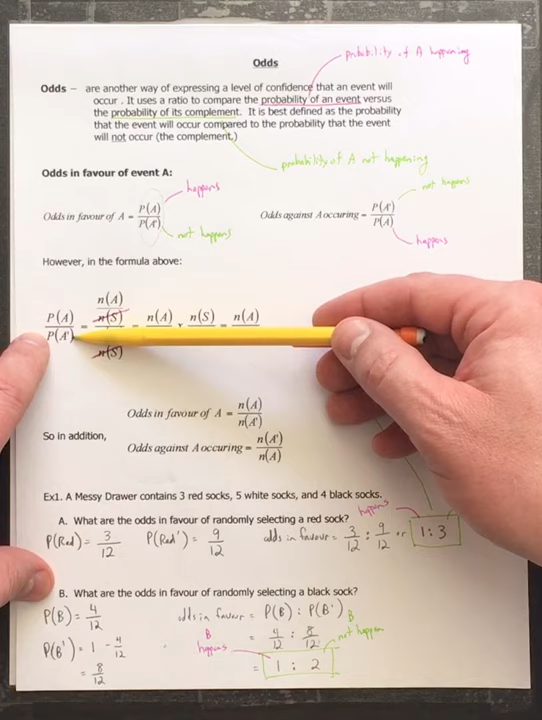 Odds
probability of A happening
Odds – are another way of expressing a level of confidence that an event will
occur . It uses a ratio to compare the probability of an event versus
the probability of its complement. It is best defined as the probability
that the event will occur compared to the probability that the event
will not occur (the complement.)
probability of A not happening
Odds in favour of event A:
happens
not happens
Odds in favour of A = P(A)/P(A') Odds against A occuring = P(A')/P(A)
not happens
happens
However, in the formula above:
P(A)/P(A') = n(A)/n(S) / n(S) = n(A) n(S) = n(A)
Odds in favour of A = n(A)/n(A')
So in addition,
Odds against A occuring = n(A')/n(A)
Ex1. A Messy Drawer contains 3 red socks, 5 white socks, and 4 black socks.
happens
A. What are the odds in favour of randomly selecting a red sock?
P(Red) = 3/12 P(Red') = 9/12 odds in favour = 3/12 : 9/12 or 1:3
B. What are the odds in favour of randomly selecting a black sock?
P(B) = 4/12 odds in favour = P(B) : P(B')
P(B') = 1 - 4/12 = 4/12 : 8/12
B happens B not happen
= 8/12 = 1 : 2